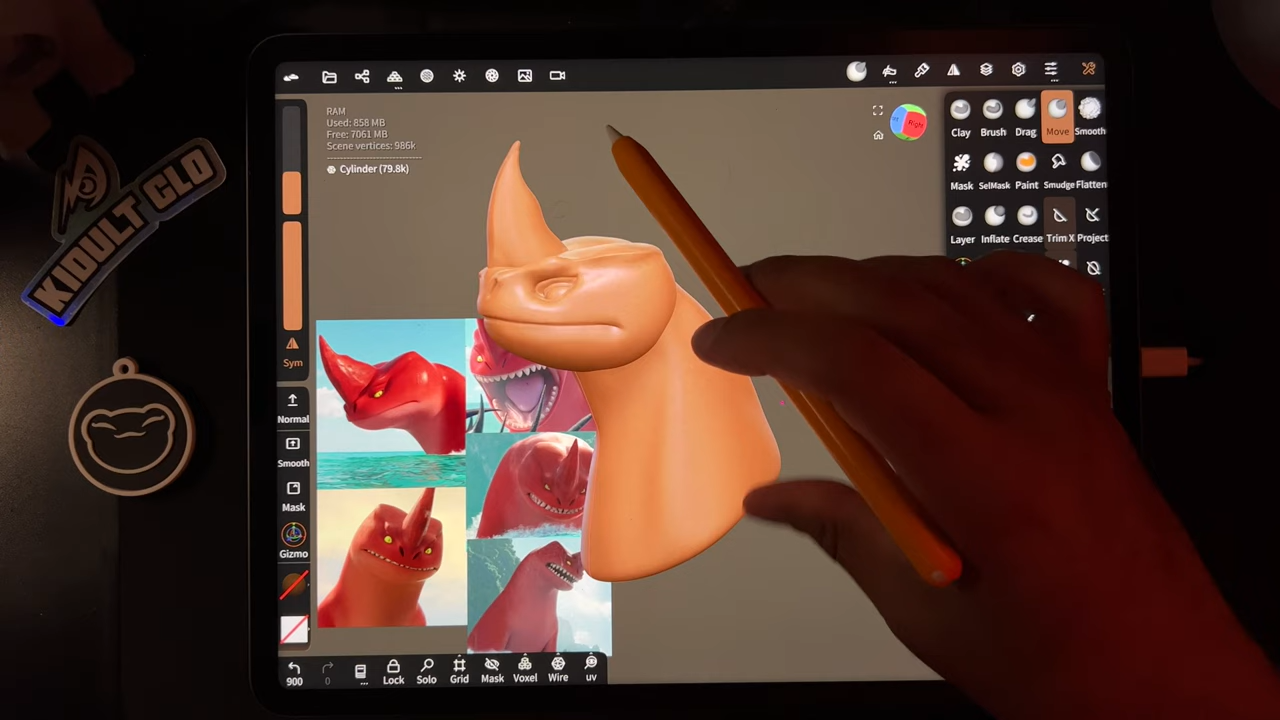 KIDULT CLO
RAM
Used: 858 MB
Free: 7061 MB
Scene vertices: 986k
Cylinder (79.8k)
Right
Clay
Brush
Drag
Move
Smooth
Mask
SelMask
Paint
Smudge
Flatten
Layer
Inflate
Crease
Trim X
Project
Sym
Normal
Smooth
Mask
Gizmo
900
0
Lock
Solo
Grid
Mask
Voxel
Wire
uv